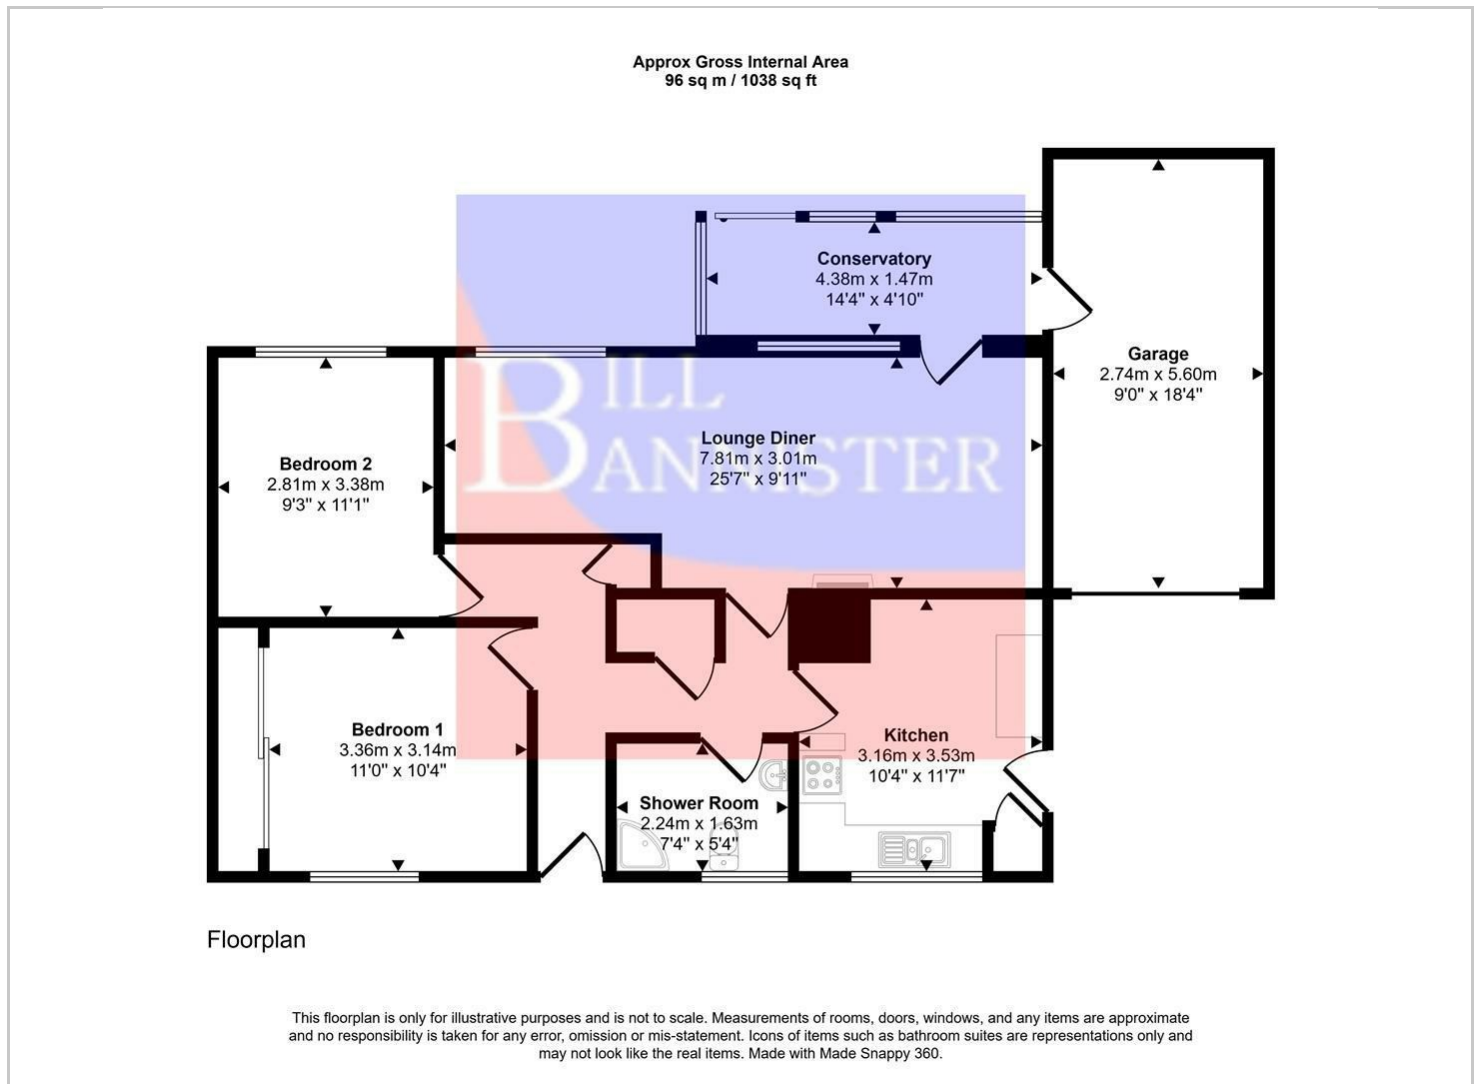 Approx Gross Internal Area
96 sq m / 1038 sq ft
Conservatory
4.38m x 1.47m
14'4" x 4'10"
Garage
2.74m x 5.60m
9'0" x 18'4"
BILL
BANNISTER
Lounge Diner
7.81m x 3.01m
25'7" x 9'11"
Bedroom 2
2.81m x 3.38m
9'3" x 11'1"
Bedroom 1
3.36m x 3.14m
11'0" x 10'4"
Kitchen
3.16m x 3.53m
10'4" x 11'7"
Shower Room
2.24m x 1.63m
7'4" x 5'4"
Floorplan
This floorplan is only for illustrative purposes and is not to scale. Measurements of rooms, doors, windows, and any items are approximate
and no responsibility is taken for any error, omission or mis-statement. Icons of items such as bathroom suites are representations only and
may not look like the real items. Made with Made Snappy 360.